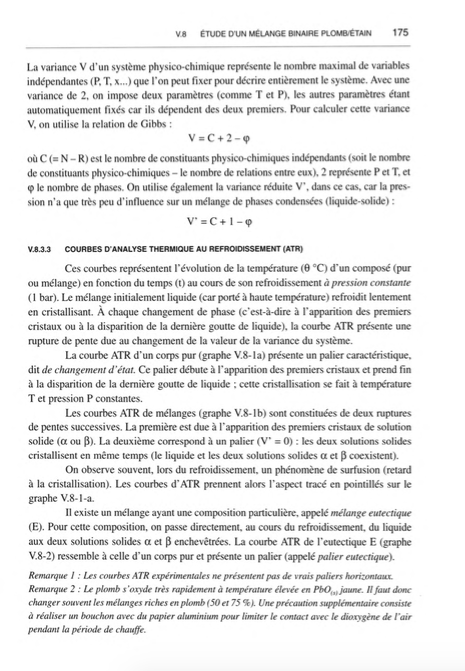 V.8 ÉTUDE D'UN MÉLANGE BINAIRE PLOMB/ÉTAIN 175
La variance V d'un système physico-chimique représente le nombre maximal de variables
indépendantes (P, T, x...) que l'on peut fixer pour décrire entièrement le système. Avec une
variance de 2, on impose deux paramètres (comme T et P), les autres paramètres étant
automatiquement fixés car ils dépendent des deux premiers. Pour calculer cette variance
V, on utilise la relation de Gibbs :
V = C + 2 – φ
où C (= N – R) est le nombre de constituants physico-chimiques indépendants (soit le nombre
de constituants physico-chimiques – le nombre de relations entre eux), 2 représente P et T, et
φ le nombre de phases. On utilise également la variance réduite V', dans ce cas, car la pres-
sion n'a que très peu d'influence sur un mélange de phases condensées (liquide-solide) :
V' = C + 1 – φ
V.8.3.3 COURBES D'ANALYSE THERMIQUE AU REFROIDISSEMENT (ATR)
Ces courbes représentent l'évolution de la température (θ °C) d'un composé (pur
ou mélange) en fonction du temps (t) au cours de son refroidissement à pression constante
(1 bar). Le mélange initialement liquide (car porté à haute température) refroidit lentement
en cristallisant. À chaque changement de phase (c'est-à-dire à l'apparition des premiers
cristaux ou à la disparition de la dernière goutte de liquide), la courbe ATR présente une
rupture de pente due au changement de la valeur de la variance du système.
La courbe ATR d'un corps pur (graphe V.8-1a) présente un palier caractéristique,
dit de changement d'état. Ce palier débute à l'apparition des premiers cristaux et prend fin
à la disparition de la dernière goutte de liquide ; cette cristallisation se fait à température
T et pression P constantes.
Les courbes ATR de mélanges (graphe V.8-1b) sont constituées de deux ruptures
de pentes successives. La première est due à l'apparition des premiers cristaux de solution
solide (α ou β). La deuxième correspond à un palier (V' = 0) : les deux solutions solides
cristallisent en même temps (le liquide et les deux solutions solides α et β coexistent).
On observe souvent, lors du refroidissement, un phénomène de surfusion (retard
à la cristallisation). Les courbes d'ATR prennent alors l'aspect tracé en pointillés sur le
graphe V.8-1-a.
Il existe un mélange ayant une composition particulière, appelé mélange eutectique
(E). Pour cette composition, on passe directement, au cours du refroidissement, du liquide
aux deux solutions solides α et β enchevêtrées. La courbe ATR de l'eutectique E (graphe
V.8-2) ressemble à celle d'un corps pur et présente un palier (appelé palier eutectique).
Remarque 1 : Les courbes ATR expérimentales ne présentent pas de vrais paliers horizontaux.
Remarque 2 : Le plomb s'oxyde très rapidement à température élevée en PbO(s) jaune. Il faut donc
changer souvent les mélanges riches en plomb (50 et 75 %). Une précaution supplémentaire consiste
à réaliser un bouchon avec du papier aluminium pour limiter le contact avec le dioxygène de l'air
pendant la période de chauffe.